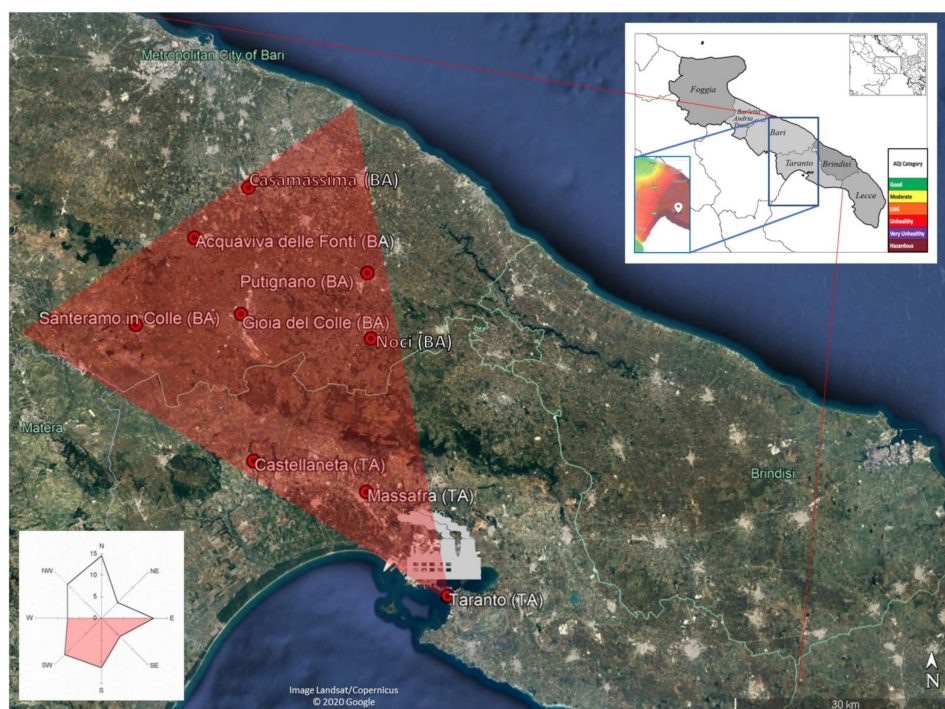 Metropolitan City of Bari
Casamassima (BA)
Acquaviva delle Fonti (BA)
Putignano (BA)
Santeramo in Colle (BA)
Gioia del Colle (BA)
Noci (BA)
Matera
Castellaneta (TA)
Massafra (TA)
Taranto (TA)
Brindisi
Foggia
Barletta
Andria
Bari
Taranto
Brindisi
Lecce
AQI Category
Good
Moderate
USG
Unhealthy
Very Unhealthy
Hazardous
N
NW
NE
W
E
SW
SE
S
15
10
5
0
Image Landsat/Copernicus
© 2020 Google
N
30 km